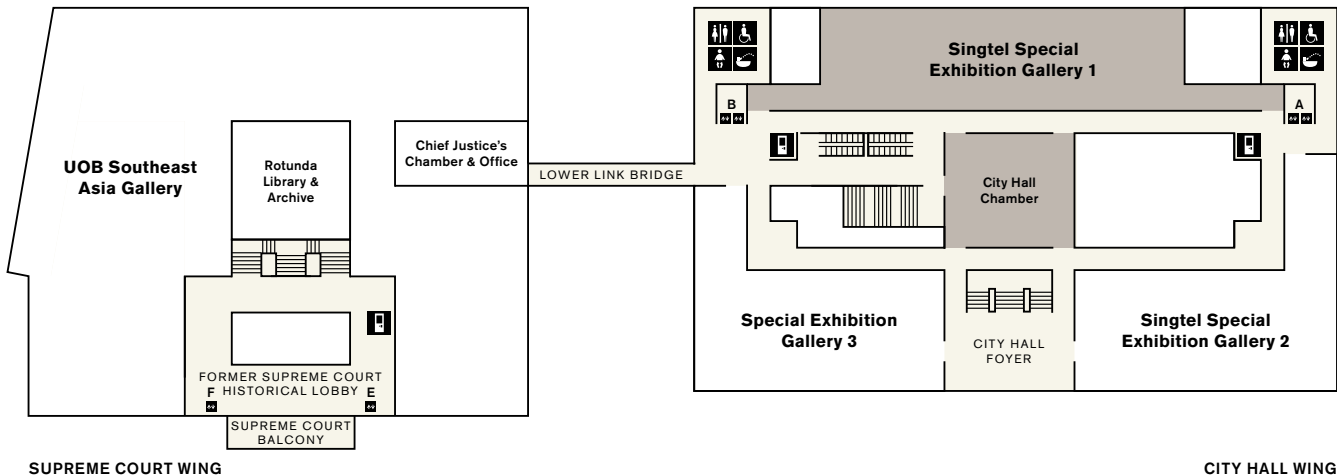 Singtel Special
Exhibition Gallery 1
B
A
UOB Southeast
Asia Gallery
Rotunda
Library &
Archive
Chief Justice's
Chamber & Office
LOWER LINK BRIDGE
City Hall
Chamber
Special Exhibition
Gallery 3
CITY HALL
FOYER
Singtel Special
Exhibition Gallery 2
FORMER SUPREME COURT
HISTORICAL LOBBY
F
E
SUPREME COURT
BALCONY
SUPREME COURT WING
CITY HALL WING